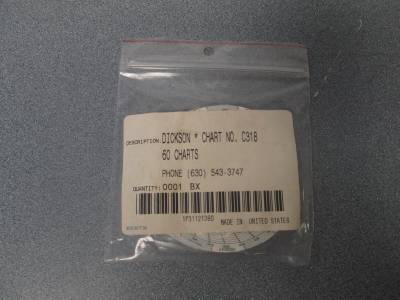 DESCRIPTION: DICKSON * CHART NO. C318
60 CHARTS
PHONE (630) 543-3747
QUANTITY: 0001 BX
MADE IN: UNITED STATES